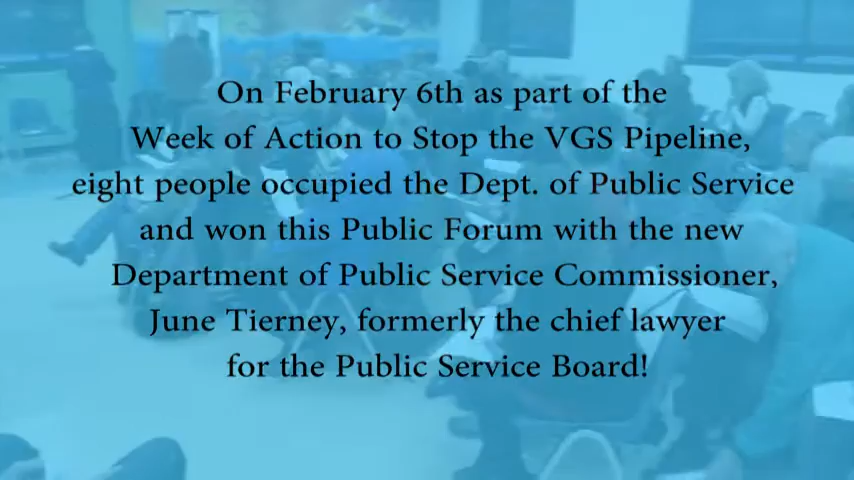 On February 6th as part of the
Week of Action to Stop the VGS Pipeline,
eight people occupied the Dept. of Public Service
and won this Public Forum with the new
Department of Public Service Commissioner,
June Tierney, formerly the chief lawyer
for the Public Service Board!